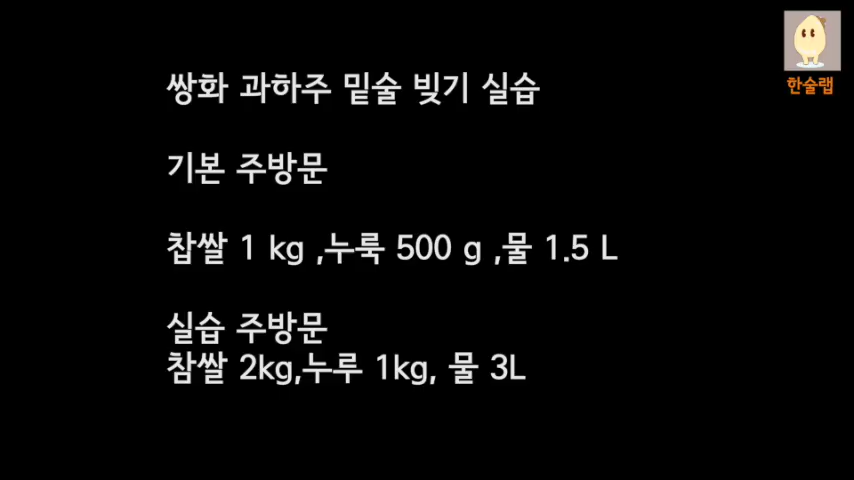 쌍화 과하주 밑술 빚기 실습
기본 주방문
찹쌀 1 kg ,누룩 500 g ,물 1.5 L
실습 주방문
찹쌀 2kg,누루 1kg, 물 3L
한술랩